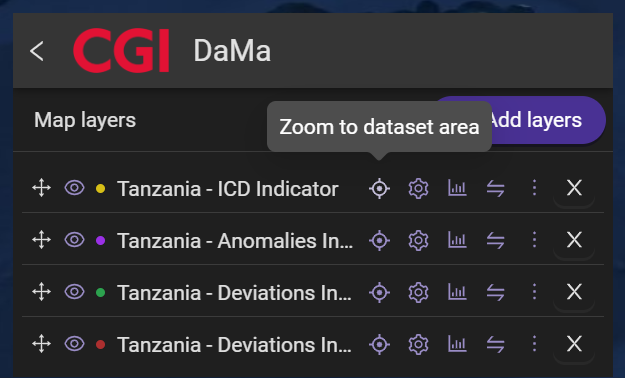 CGI DaMa
Map layers
Add layers
Zoom to dataset area
Tanzania - ICD Indicator
Tanzania - Anomalies In...
Tanzania - Deviations In...
Tanzania - Deviations In...